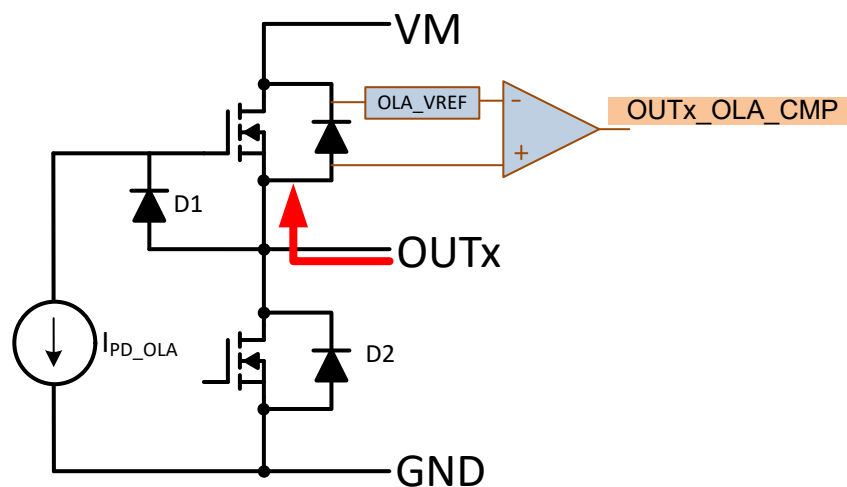 VM
OLA_VREF
-
+
OUTx_OLA_CMP
D1
OUTx
IPD_OLA
D2
GND